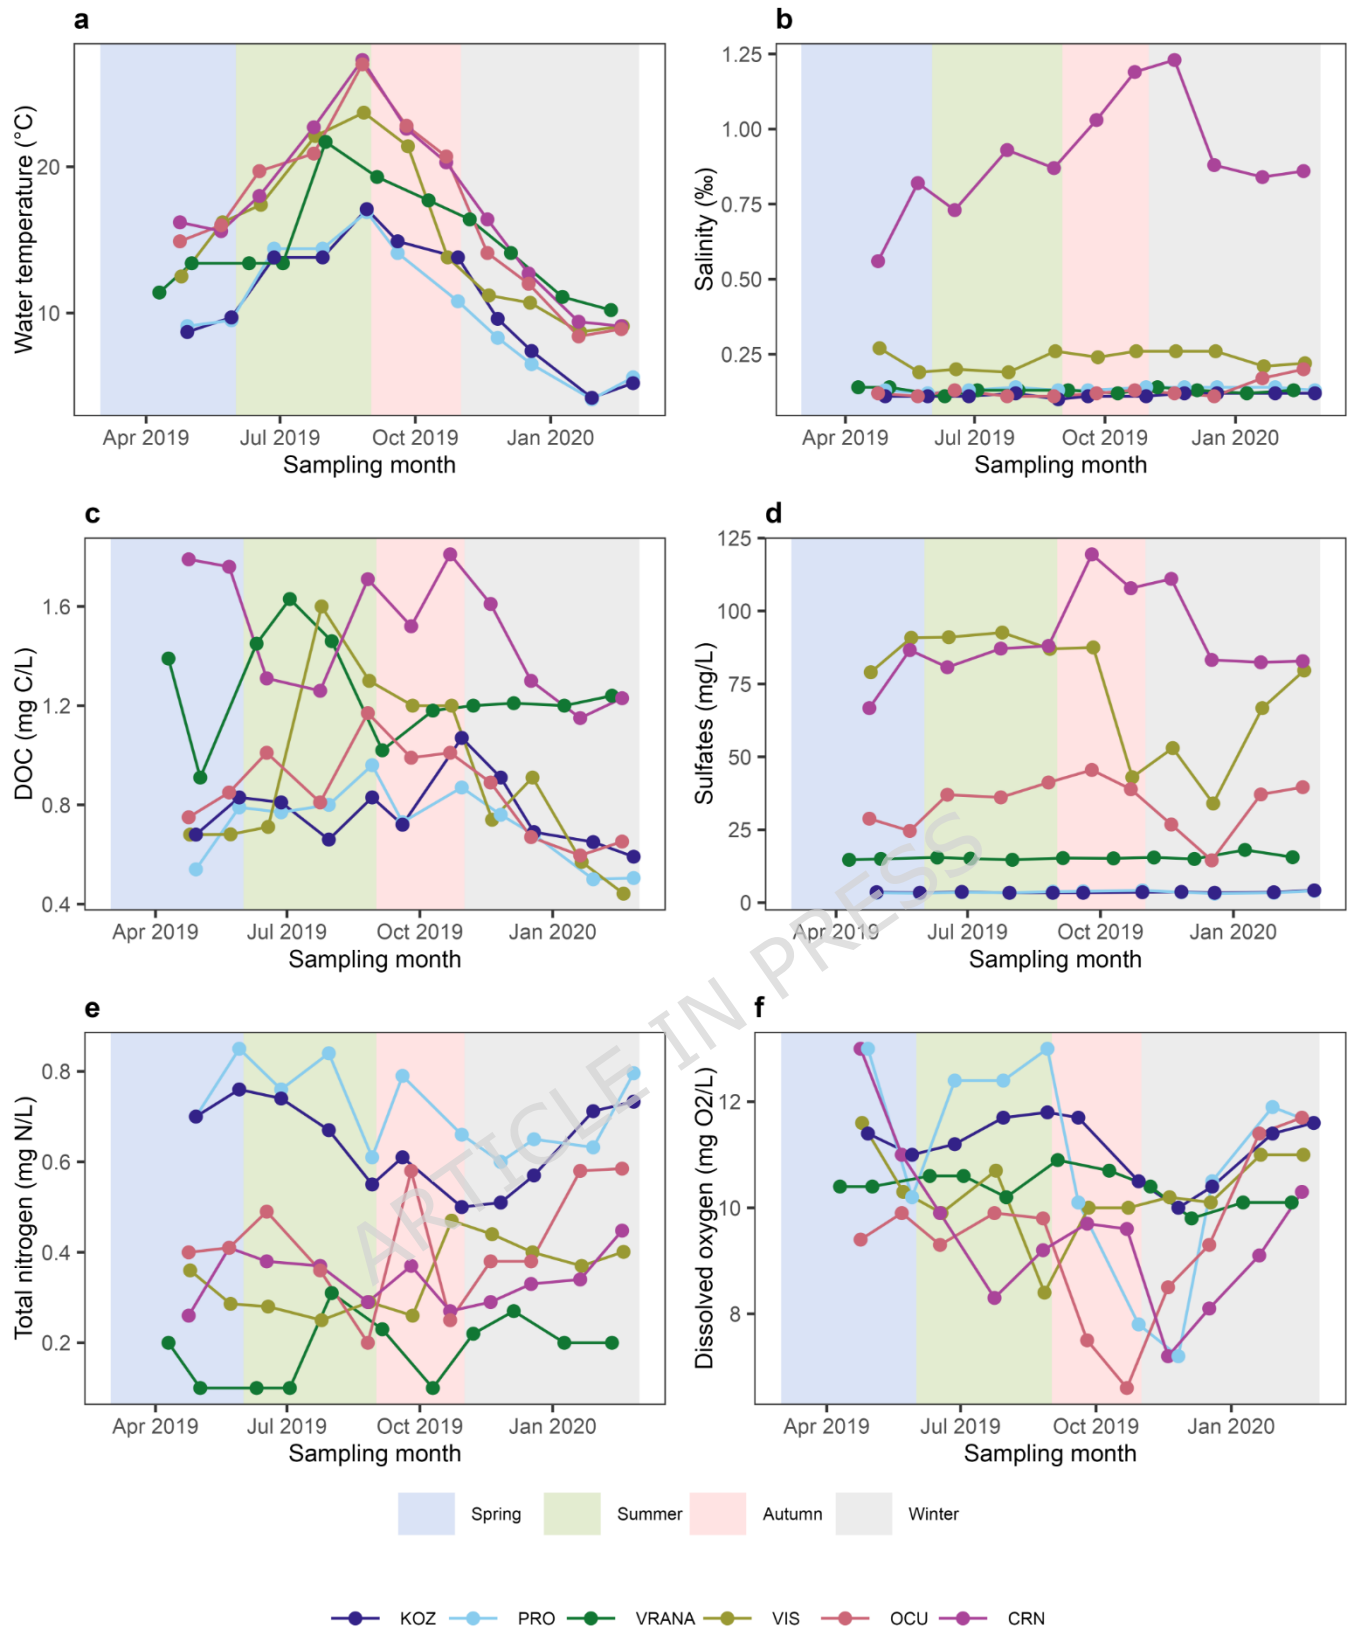 a
b
Water temperature (°C)
20
10
Apr 2019 Jul 2019 Oct 2019 Jan 2020
Sampling month
Salinity (‰)
1.25
1.00
0.75
0.50
0.25
Apr 2019 Jul 2019 Oct 2019 Jan 2020
Sampling month
c
d
DOC (mg C/L)
1.6
1.2
0.8
0.4
Apr 2019 Jul 2019 Oct 2019 Jan 2020
Sampling month
Sulfates (mg/L)
125
100
75
50
25
0
Apr 2019 Jul 2019 Oct 2019 Jan 2020
Sampling month
e
f
Total nitrogen (mg N/L)
0.8
0.6
0.4
0.2
Apr 2019 Jul 2019 Oct 2019 Jan 2020
Sampling month
Dissolved oxygen (mg O2/L)
12
10
8
Apr 2019 Jul 2019 Oct 2019 Jan 2020
Sampling month
ARTICLE IN PRESS
Spring Summer Autumn Winter
KOZ PRO VRANA VIS OCU CRN